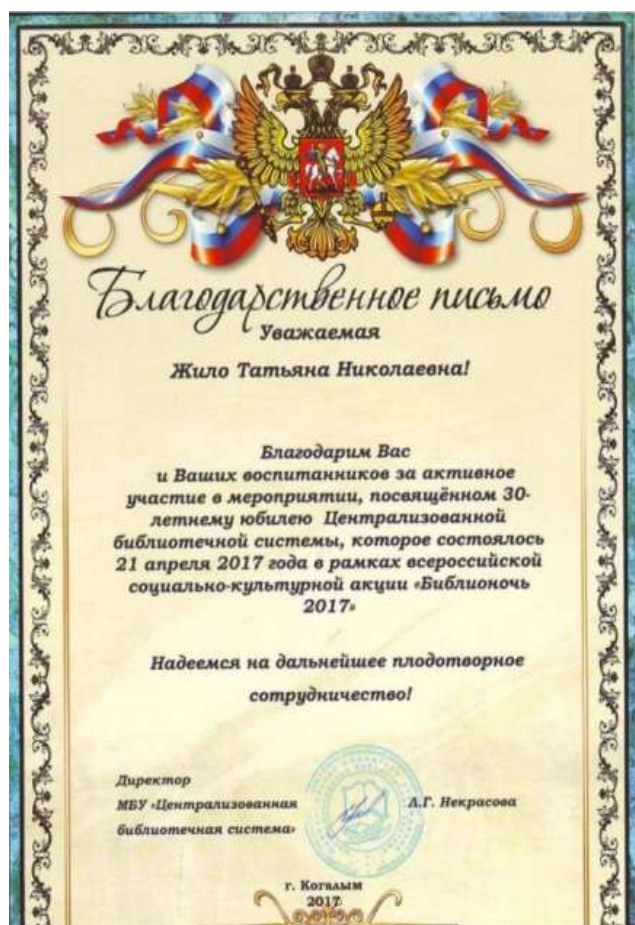 Благодарственное письмо
Уважаемая
Жило Татьяна Николаевна!
Благодарим Вас
и Ваших воспитанников за активное
участие в мероприятии, посвящённом 30-
летнему юбилею Централизованной
библиотечной системы, которое состоялось
21 апреля 2017 года в рамках всероссийской
социально-культурной акции «Библионочь
2017»
Надеемся на дальнейшее плодотворное
сотрудничество!
Директор
МБУ «Централизованная
библиотечная система»
Л.Г. Некрасова
г. Когалым
2017